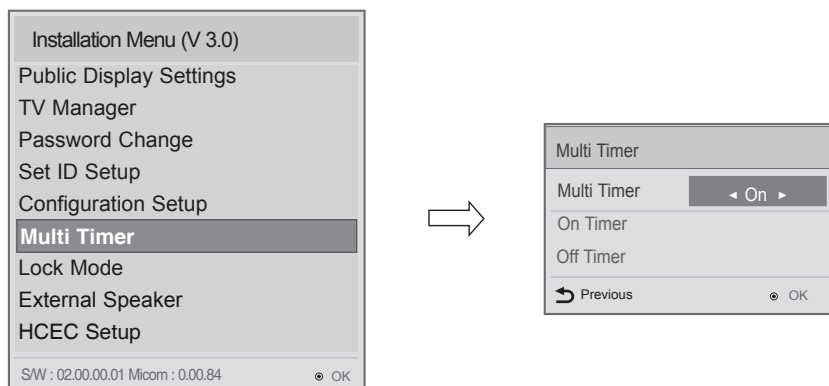 Installation Menu (V 3.0)
Public Display Settings
TV Manager
Password Change
Set ID Setup
Configuration Setup
Multi Timer
Lock Mode
External Speaker
HCEC Setup
S/W : 02.00.00.01 Micom : 0.00.84 ◉ OK
Multi Timer
Multi Timer ◄ On ►
On Timer
Off Timer
Previous ◉ OK